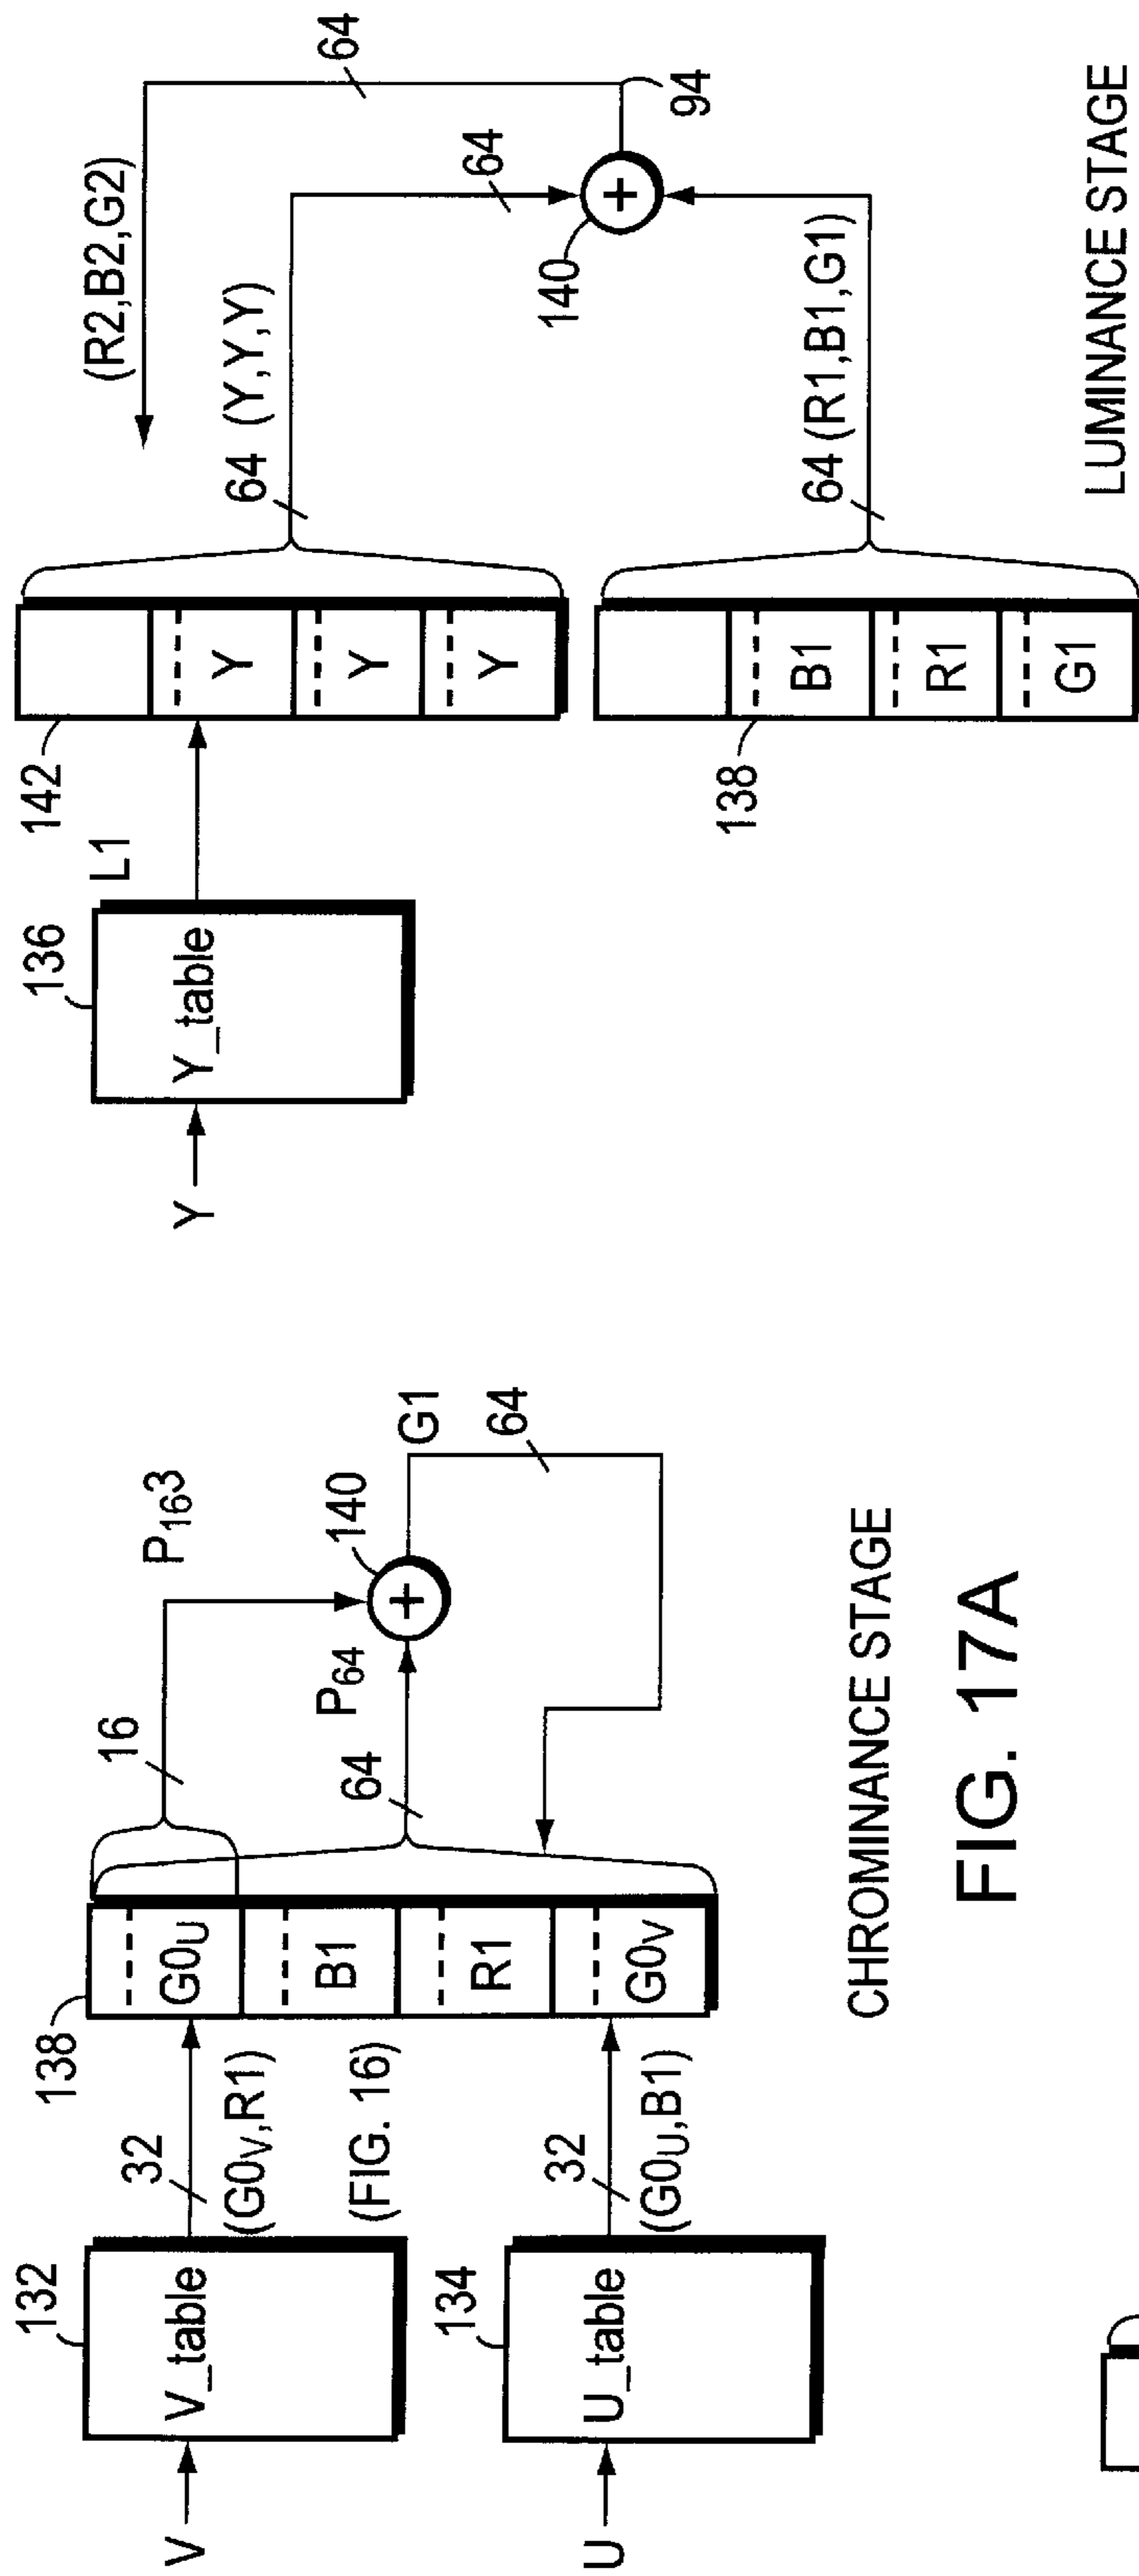 132
V_table
V
32
(G0V,R1)
(FIG. 16)
134
U_table
U
32
(G0U,B1)
138
G0U
B1
R1
G0V
16
P163
64
P64
140
+
G1
64
CHROMINANCE STAGE
FIG. 17A
136
Y_table
Y
L1
142
Y
Y
Y
64 (Y,Y,Y)
64
(R2,B2,G2)
64
140
+
94
138
B1
R1
G1
64 (R1,B1,G1)
LUMINANCE STAGE